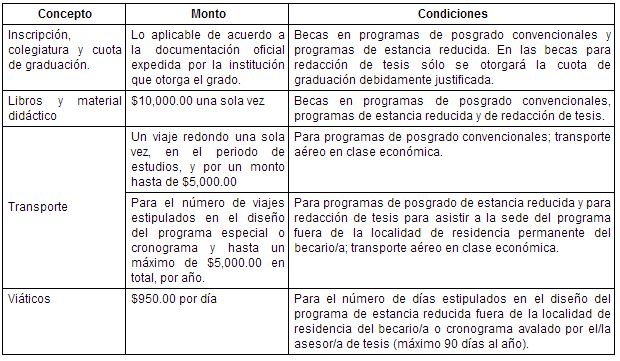 Concepto Monto Condiciones
Inscripción, colegiatura y cuota de graduación.
Lo aplicable de acuerdo a la documentación oficial expedida por la institución que otorga el grado.
Becas en programas de posgrado convencionales y programas de estancia reducida. En las becas para redacción de tesis sólo se otorgará la cuota de graduación debidamente justificada.
Libros y material didáctico
$10,000.00 una sola vez
Becas en programas de posgrado convencionales, programas de estancia reducida y de redacción de tesis.
Transporte
Un viaje redondo una sola vez, en el periodo de estudios, y por un monto hasta de $5,000.00
Para programas de posgrado convencionales; transporte aéreo en clase económica.
Para el número de viajes estipulados en el diseño del programa especial o cronograma y hasta un máximo de $5,000.00 en total, por año.
Para programas de posgrado de estancia reducida y para redacción de tesis para asistir a la sede del programa fuera de la localidad de residencia permanente del becario/a; transporte aéreo en clase económica.
Viáticos
$950.00 por día
Para el número de días estipulados en el diseño del programa de estancia reducida fuera de la localidad de residencia del becario/a o cronograma avalado por el/la asesor/a de tesis (máximo 90 días al año).